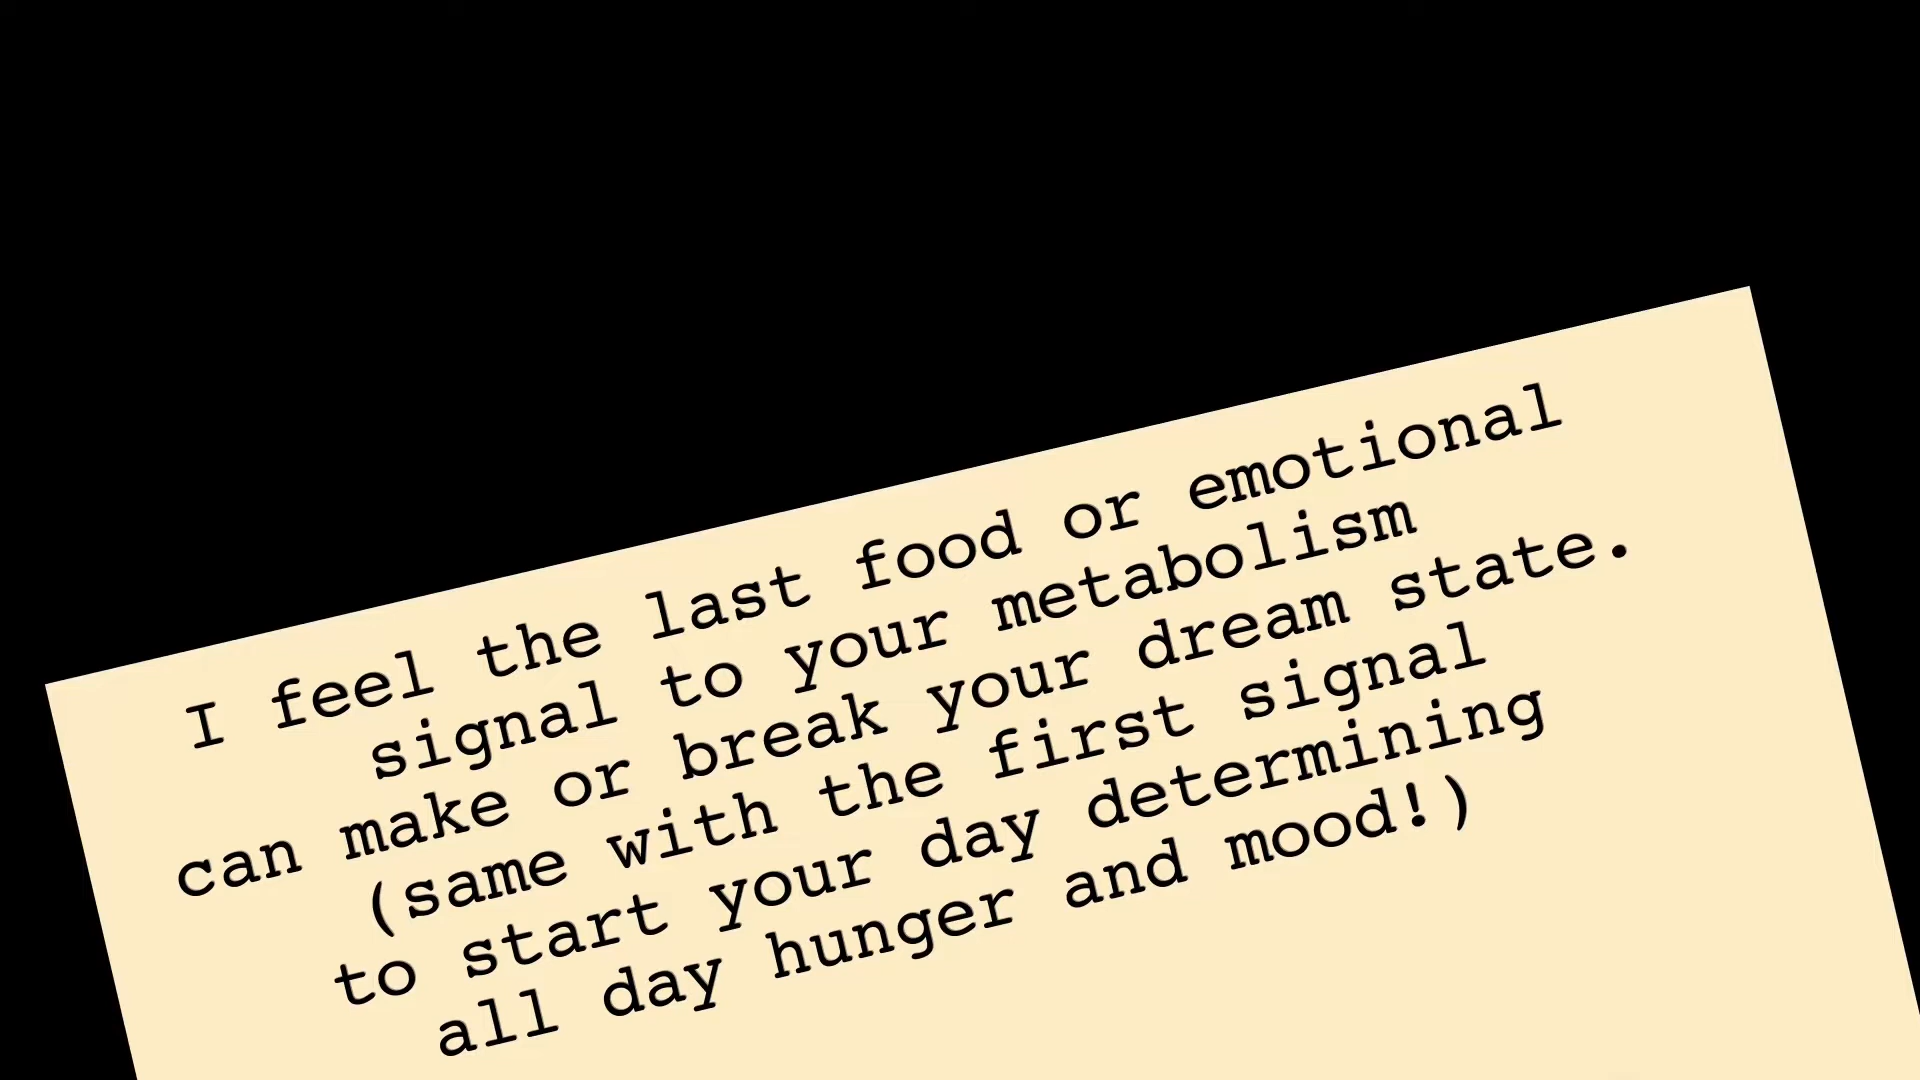 I feel the last food or emotional
signal to your metabolism
can make or break your dream state.
(same with the first signal
to start your day determining
all day hunger and mood!)